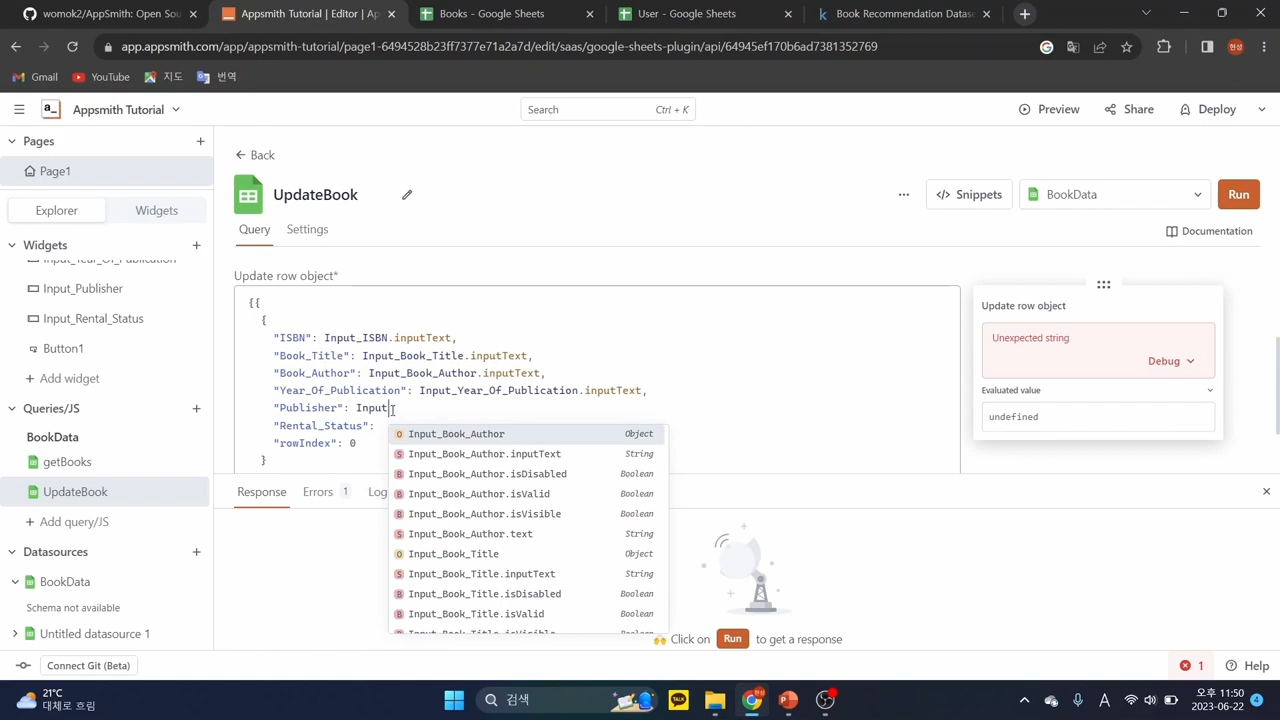 womok2/appsmith: Open Sou
Appsmith Tutorial | Editor | Ap
Books - Google Sheets
User - Google Sheets
Book Recommendation Datase
app.appsmith.com/app/appsmith-tutorial/page1-6494528b23ff7377e71a2a7d/edit/saas/google-sheets-plugin/api/64945ef170b6ad7381352769
Gmail
YouTube
지도
번역
Appsmith Tutorial
Search
Ctrl + K
Preview
Share
Deploy
Pages
Page1
Explorer
Widgets
Widgets
Input_Year_Of_Publication
Input_Publisher
Input_Rental_Status
Button1
+ Add widget
Queries/JS
BookData
getBooks
UpdateBook
+ Add query/JS
Datasources
BookData
Schema not available
Untitled datasource 1
Connect Git (Beta)
Back
UpdateBook
Snippets
BookData
Run
Query
Settings
Documentation
Update row object*
{{
{
"ISBN": Input_ISBN.inputText,
"Book_Title": Input_Book_Title.inputText,
"Book_Author": Input_Book_Author.inputText,
"Year_Of_Publication": Input_Year_Of_Publication.inputText,
"Publisher": Input
"Rental_Status":
"rowIndex": 0
}
Input_Book_Author Object
Input_Book_Author.inputText String
Input_Book_Author.isDisabled Boolean
Input_Book_Author.isValid Boolean
Input_Book_Author.isVisible Boolean
Input_Book_Author.text String
Input_Book_Title Object
Input_Book_Title.inputText String
Input_Book_Title.isDisabled Boolean
Input_Book_Title.isValid Boolean
Input_Book_Title.isVisible Boolean
Update row object
Unexpected string
Debug
Evaluated value
undefined
Response
Errors 1
Log
Click on Run to get a response
1
Help
21°C
대체로 흐림
검색
TALK
A
오후 11:50
2023-06-22
4